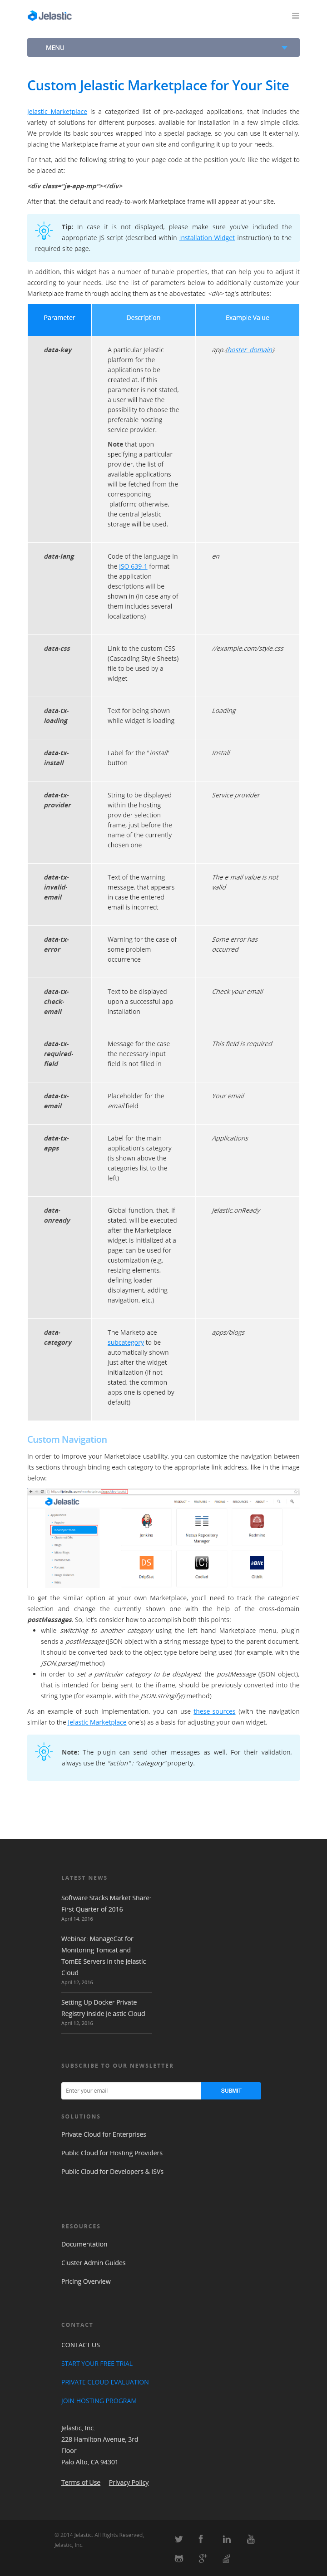 Jelastic
MENU
Custom Jelastic Marketplace for Your Site
Jelastic Marketplace is a categorized list of pre-packaged applications, that includes the
variety of solutions for different purposes, available for installation in a few simple clicks.
We provide its basic sources wrapped into a special package, so you can use it externally,
placing the Marketplace frame at your own site and configuring it up to your needs.
For that, add the following string to your page code at the position you'd like the widget to
be placed at:
<div class="je-app-mp"></div>
After that, the default and ready-to-work Marketplace frame will appear at your site.
Tip: In case it is not displayed, please make sure you've included the
appropriate JS script (described within Installation Widget instruction) to the
required site page.
In addition, this widget has a number of tunable properties, that can help you to adjust it
according to your needs. Use the list of parameters below to additionally customize your
Marketplace frame through adding them as the abovestated <div> tag's attributes:
Parameter Description Example Value
data-key
A particular Jelastic
platform for the
applications to be
created at. If this
parameter is not stated,
a user will have the
possibility to choose the
preferable hosting
service provider.
Note that upon
specifying a particular
provider, the list of
available applications
will be fetched from the
corresponding
platform; otherwise,
the central Jelastic
storage will be used.
app.{hoster_domain}
data-lang
Code of the language in
the ISO 639-1 format
the application
descriptions will be
shown in (in case any of
them includes several
localizations)
en
data-css
Link to the custom CSS
(Cascading Style Sheets)
file to be used by a
widget
//example.com/style.css
data-tx-
loading
Text for being shown
while widget is loading
Loading
data-tx-
install
Label for the "install"
button
Install
data-tx-
provider
String to be displayed
within the hosting
provider selection
frame, just before the
name of the currently
chosen one
Service provider
data-tx-
invalid-
email
Text of the warning
message, that appears
in case the entered
email is incorrect
The e-mail value is not
valid
data-tx-
error
Warning for the case of
some problem
occurrence
Some error has
occurred
data-tx-
check-
email
Text to be displayed
upon a successful app
installation
Check your email
data-tx-
required-
field
Message for the case
the necessary input
field is not filled in
This field is required
data-tx-
email
Placeholder for the
email field
Your email
data-tx-
apps
Label for the main
application's category
(is shown above the
categories list to the
left)
Applications
data-
onready
Global function, that, if
stated, will be executed
after the Marketplace
widget is initialized at a
page; can be used for
customization (e.g.
resizing elements,
defining loader
displayment, adding
navigation, etc.)
Jelastic.onReady
data-
category
The Marketplace
subcategory to be
automatically shown
just after the widget
initialization (if not
stated, the common
apps one is opened by
default)
apps/blogs
Custom Navigation
In order to improve your Marketplace usability, you can customize the navigation between
its sections through binding each category to the appropriate link address, like in the image
below:
Jelastic
Jenkins
Nexus Repository
Manager
Redmine
To get the similar option at your own Marketplace, you'll need to track the categories'
selection and change the currently shown one with the help of the cross-domain
postMessages. So, let's consider how to accomplish both this points:
while switching to another category using the left hand Marketplace menu, plugin
sends a postMessage (JSON object with a string message type) to the parent document.
It should be converted back to the object type before being used (for example, with the
JSON.parse() method)
in order to set a particular category to be displayed, the postMessage (JSON object),
that is intended for being sent to the iframe, should be previously converted into the
string type (for example, with the JSON.stringify() method)
As an example of such implementation, you can use these sources (with the navigation
similar to the Jelastic Marketplace one's) as a basis for adjusting your own widget.
Note: The plugin can send other messages as well. For their validation,
always use the "action" : "category" property.
LATEST NEWS
Software Stacks Market Share:
First Quarter of 2016
April 14, 2016
Webinar: ManageCat for
Monitoring Tomcat and
TomEE Servers in the Jelastic
Cloud
April 12, 2016
Setting Up Docker Private
Registry inside Jelastic Cloud
April 12, 2016
SUBSCRIBE TO OUR NEWSLETTER
Enter your email SUBMIT
SOLUTIONS
Private Cloud for Enterprises
Public Cloud for Hosting Providers
Public Cloud for Developers & ISVs
RESOURCES
Documentation
Cluster Admin Guides
Pricing Overview
CONTACT
CONTACT US
START YOUR FREE TRIAL
PRIVATE CLOUD EVALUATION
JOIN HOSTING PROGRAM
Jelastic, Inc.
228 Hamilton Avenue, 3rd
Floor
Palo Alto, CA 94301
Terms of Use Privacy Policy
© 2014 Jelastic. All Rights Reserved,
Jelastic, Inc.